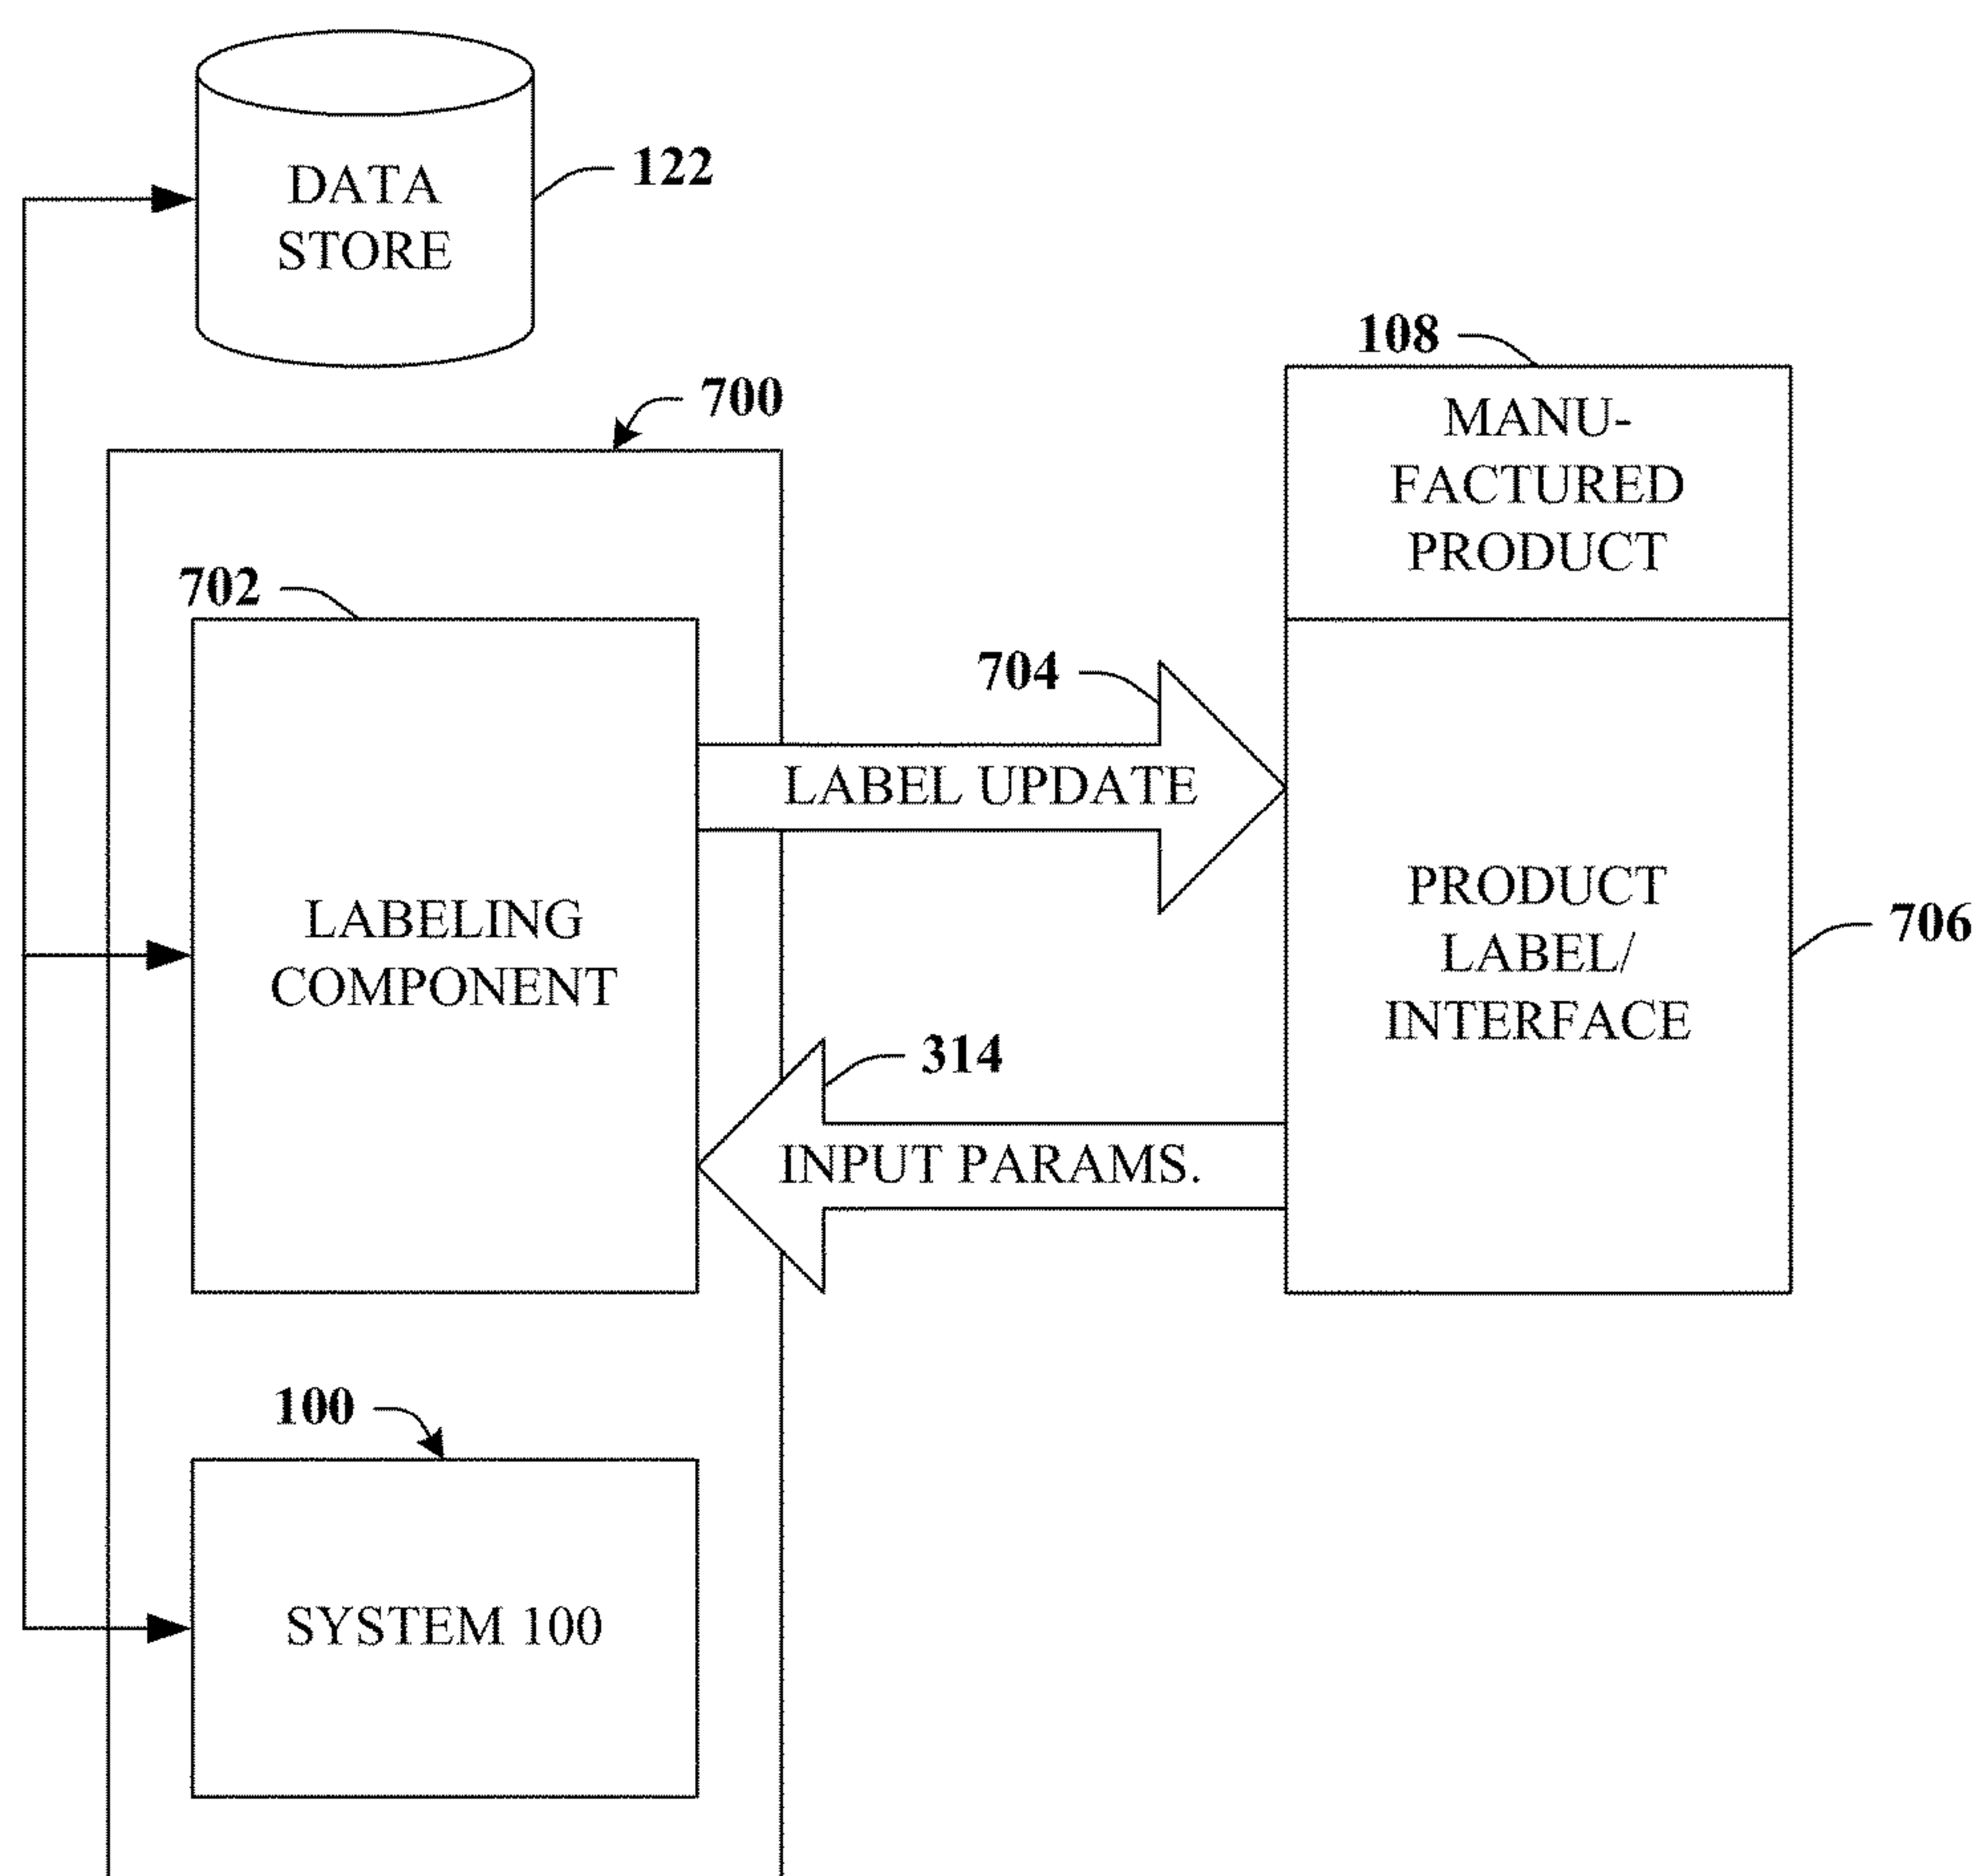 DATA
STORE
122
700
108
MANU-
FACTURED
PRODUCT
702
704
LABEL UPDATE
LABELING
COMPONENT
PRODUCT
LABEL/
INTERFACE
706
314
INPUT PARAMS.
100
SYSTEM 100